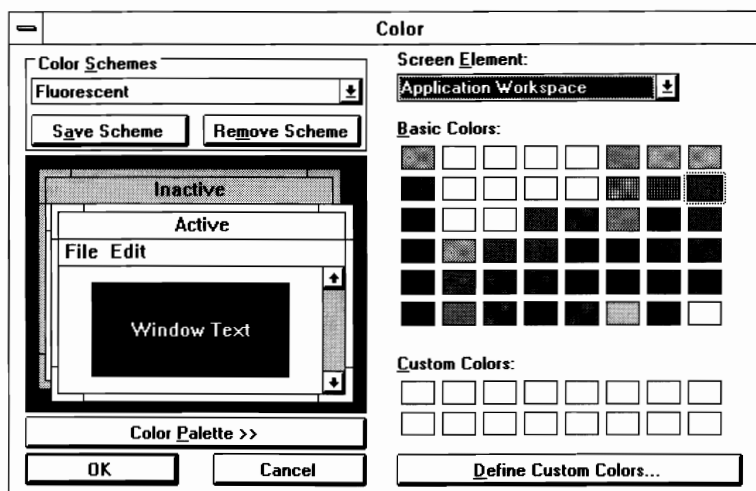 Color
Color Schemes
Fluorescent
Save Scheme
Remove Scheme
Inactive
Active
File Edit
Window Text
Color Palette >>
OK
Cancel
Screen Element:
Application Workspace
Basic Colors:
Custom Colors:
Define Custom Colors...